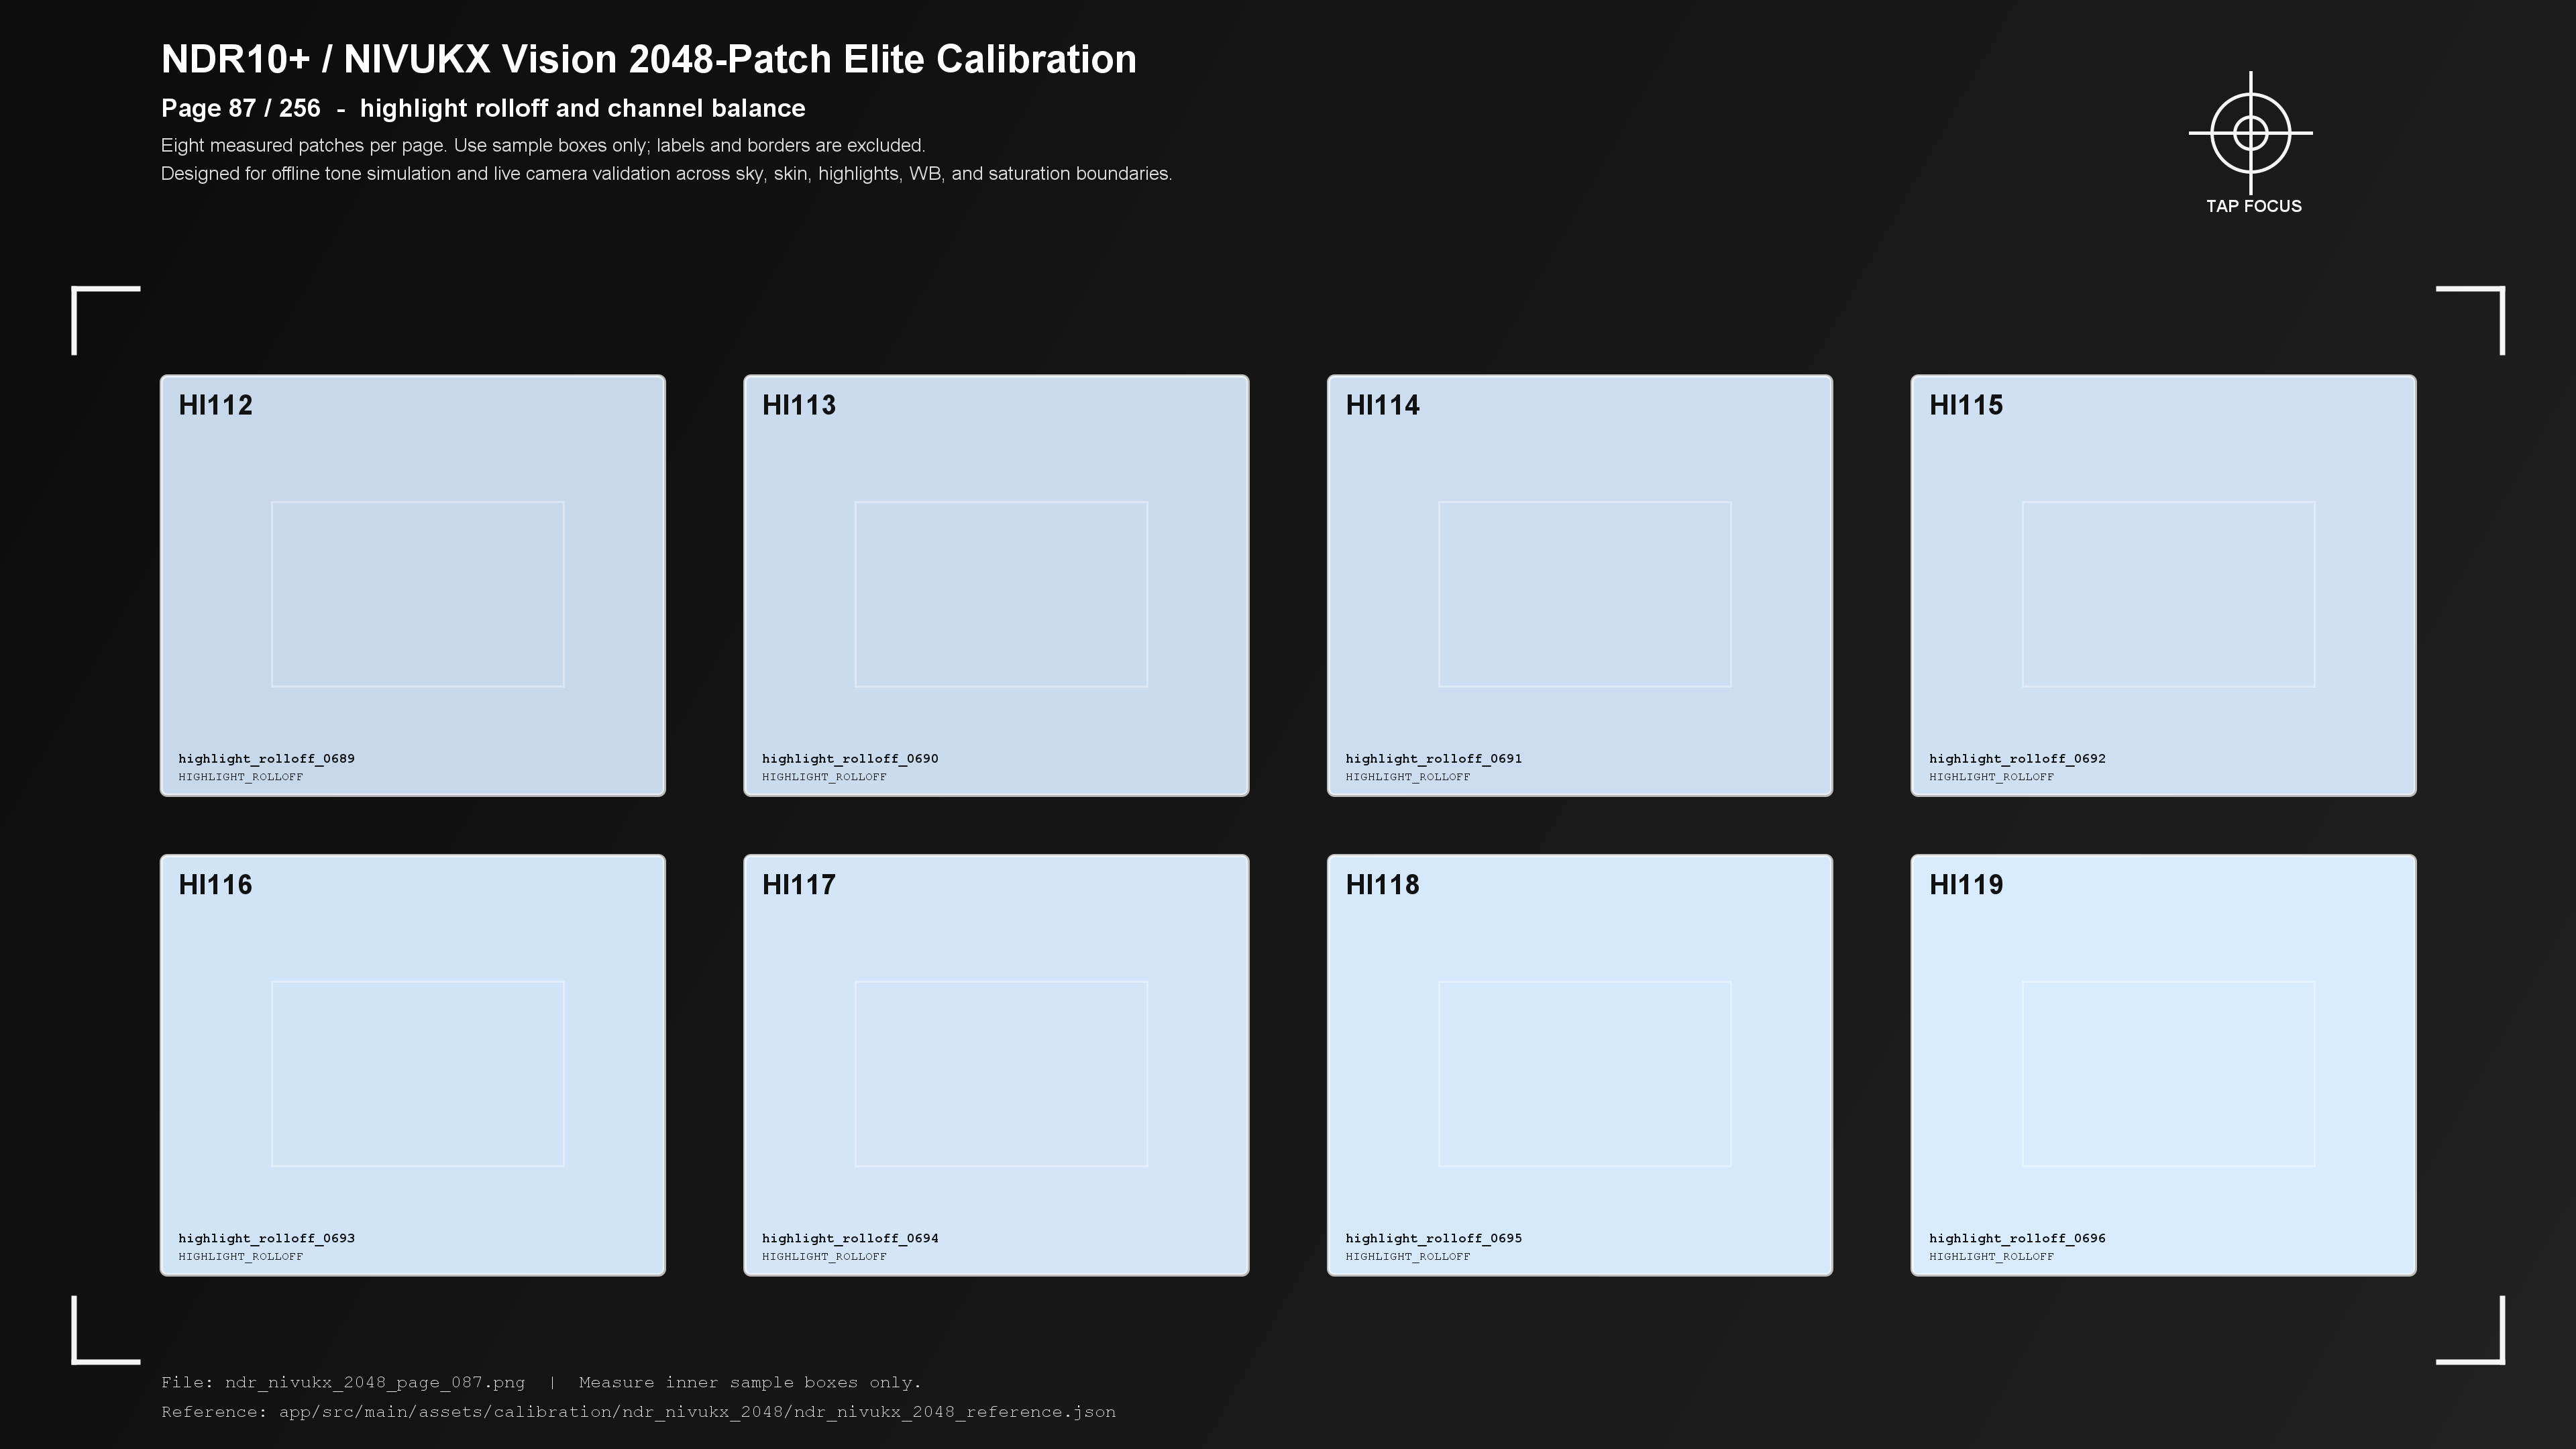 NDR10+ / NIVUKX Vision 2048-Patch Elite Calibration
Page 87 / 256  -  highlight rolloff and channel balance
Eight measured patches per page. Use sample boxes only; labels and borders are excluded.
Designed for offline tone simulation and live camera validation across sky, skin, highlights, WB, and saturation boundaries.
TAP FOCUS
HI112
highlight_rolloff_0689
HIGHLIGHT_ROLLOFF
HI113
highlight_rolloff_0690
HIGHLIGHT_ROLLOFF
HI114
highlight_rolloff_0691
HIGHLIGHT_ROLLOFF
HI115
highlight_rolloff_0692
HIGHLIGHT_ROLLOFF
HI116
highlight_rolloff_0693
HIGHLIGHT_ROLLOFF
HI117
highlight_rolloff_0694
HIGHLIGHT_ROLLOFF
HI118
highlight_rolloff_0695
HIGHLIGHT_ROLLOFF
HI119
highlight_rolloff_0696
HIGHLIGHT_ROLLOFF
File: ndr_nivukx_2048_page_087.png  |  Measure inner sample boxes only.
Reference: app/src/main/assets/calibration/ndr_nivukx_2048/ndr_nivukx_2048_reference.json